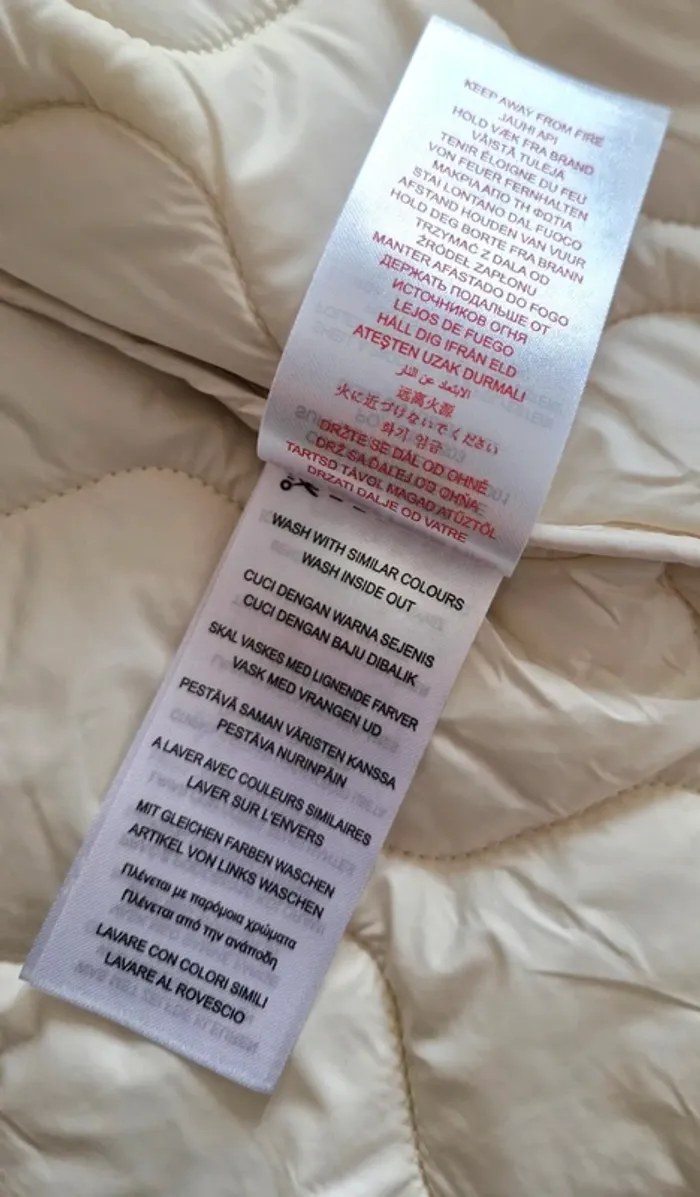 KEEP AWAY FROM FIRE
JAUHI API
HOLD VÆK FRA BRAND
VÄISTÄ TULEJA
TENIR ÉLOIGNE DU FEU
VON FEUER FERNHALTEN
ΜΑΚΡΙΑ ΑΠΟ ΤΗ ΦΩΤΙΑ
STAI LONTANO DAL FUOCO
AFSTAND HOUDEN VAN VUUR
HOLD DEG BORTE FRA BRANN
TRZYMAĆ Z DALA OD
ŹRÓDEŁ ZAPŁONU
MANTER AFASTADO DO FOGO
ДЕРЖАТЬ ПОДАЛЬШЕ ОТ
ИСТОЧНИКОВ ОГНЯ
LEJOS DE FUEGO
HÅLL DIG IFRÅN ELD
ATEŞTEN UZAK DURMALI
الابتعاد عن النار
远离火源
火に近づけないでください
화기 엄금
DRŽTE SE DÁL OD OHNĚ
DRŽ SA ĎALEJ OD OHŇA
TARTSD TÁVOL MAGAD A TŰZTŐL
DRŽATI DALJE OD VATRE
WASH WITH SIMILAR COLOURS
WASH INSIDE OUT
CUCI DENGAN WARNA SEJENIS
CUCI DENGAN BAJU DIBALIK
SKAL VASKES MED LIGNENDE FARVER
VASK MED VRANGEN UD
PESTÄVÄ SAMAN VÄRISTEN KANSSA
PESTÄVA NURINPÄIN
A LAVER AVEC COULEURS SIMILAIRES
LAVER SUR L'ENVERS
MIT GLEICHEN FARBEN WASCHEN
ARTIKEL VON LINKS WASCHEN
Πλένεται με παρόμοια χρώματα
Πλένεται από την ανάποδη
LAVARE CON COLORI SIMILI
LAVARE AL ROVESCIO